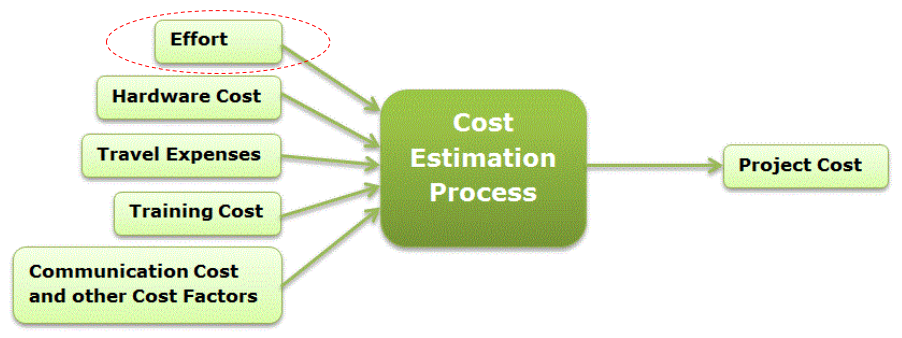 Effort
Hardware Cost
Travel Expenses
Training Cost
Communication Cost
and other Cost Factors
Cost
Estimation
Process
Project Cost